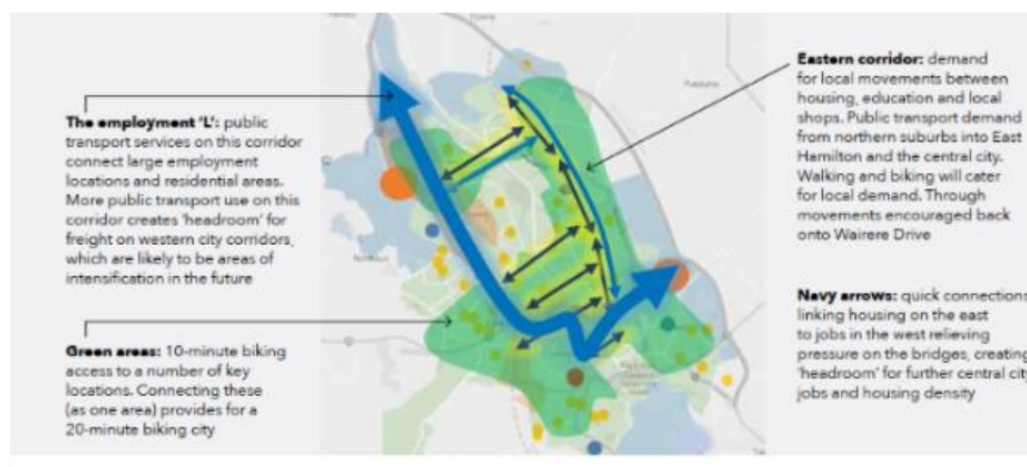 The employment 'L': public
transport services on this corridor
connect large employment
locations and residential areas.
More public transport use on this
corridor creates 'headroom' for
freight on western city corridors,
which are likely to be areas of
intensification in the future
Green areas: 10-minute biking
access to a number of key
locations. Connecting these
(as one area) provides for a
20-minute biking city
Eastern corridor: demand
for local movements between
housing, education and local
shops. Public transport demand
from northern suburbs into East
Hamilton and the central city.
Walking and biking will cater
for local demand. Through
movements encouraged back
onto Wairere Drive
Navy arrows: quick connections
linking housing on the east
to jobs in the west relieving
pressure on the bridges, creating
'headroom' for further central city
jobs and housing density